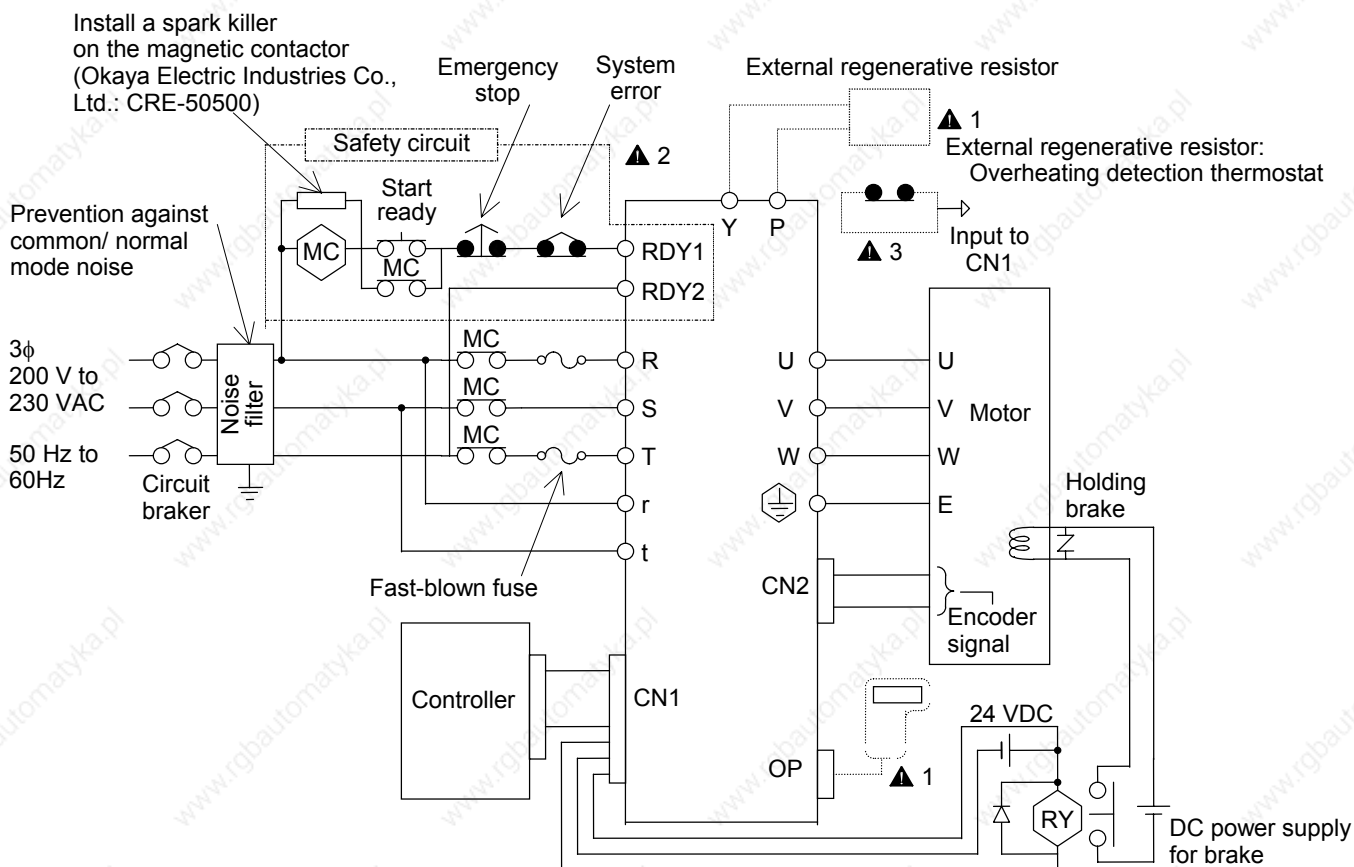 Install a spark killer
on the magnetic contactor
(Okaya Electric Industries Co.,
Ltd.: CRE-50500)
Emergency
stop
System
error
External regenerative resistor
1
External regenerative resistor:
Overheating detection thermostat
Safety circuit
2
Start
ready
Prevention against
common/ normal
mode noise
MC
MC
RDY1
RDY2
Y
P
3
Input to
CN1
3ϕ
200 V to
230 VAC
50 Hz to
60Hz
Noise
filter
Circuit
braker
MC
MC
MC
R
S
T
r
t
Fast-blown fuse
U
V
W
U
V
W
E
Motor
Holding
brake
CN2
Encoder
signal
Controller
CN1
OP
1
24 VDC
RY
DC power supply
for brake
www.rgbautomatyka.pl